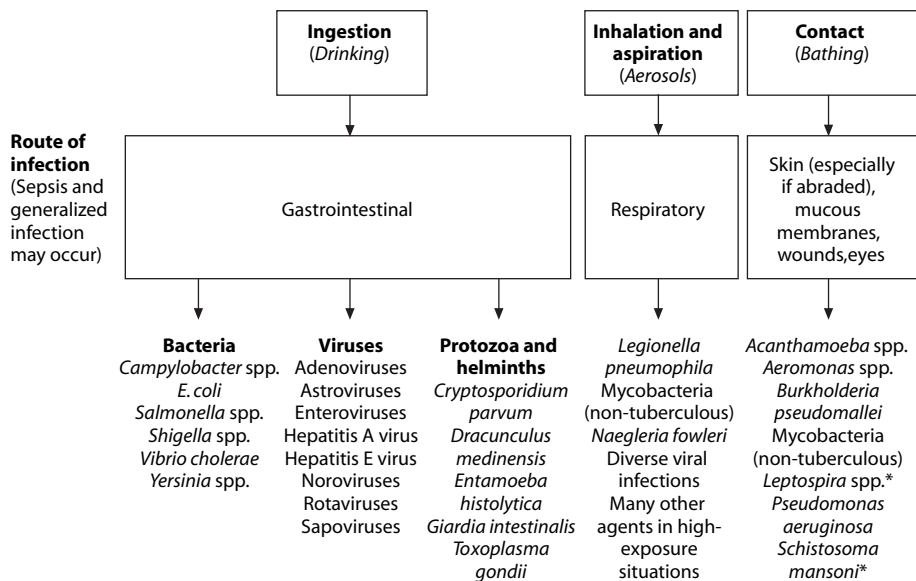 Ingestion
(Drinking)
Inhalation and
aspiration
(Aerosols)
Contact
(Bathing)
Route of
infection
(Sepsis and
generalized
infection
may occur)
Gastrointestinal
Respiratory
Skin (especially
if abraded),
mucous
membranes,
wounds,eyes
Bacteria
Campylobacter spp.
E. coli
Salmonella spp.
Shigella spp.
Vibrio cholerae
Yersinia spp.
Viruses
Adenoviruses
Astroviruses
Enteroviruses
Hepatitis A virus
Hepatitis E virus
Noroviruses
Rotaviruses
Sapoviruses
Protozoa and
helminths
Cryptosporidium
parvum
Dracunculus
medinensis
Entamoeba
histolytica
Giardia intestinalis
Toxoplasma
gondii
Legionella
pneumophila
Mycobacteria
(non-tuberculous)
Naegleria fowleri
Diverse viral
infections
Many other
agents in high-
exposure
situations
Acanthamoeba spp.
Aeromonas spp.
Burkholderia
pseudomallei
Mycobacteria
(non-tuberculous)
Leptospira spp.*
Pseudomonas
aeruginosa
Schistosoma
mansoni*